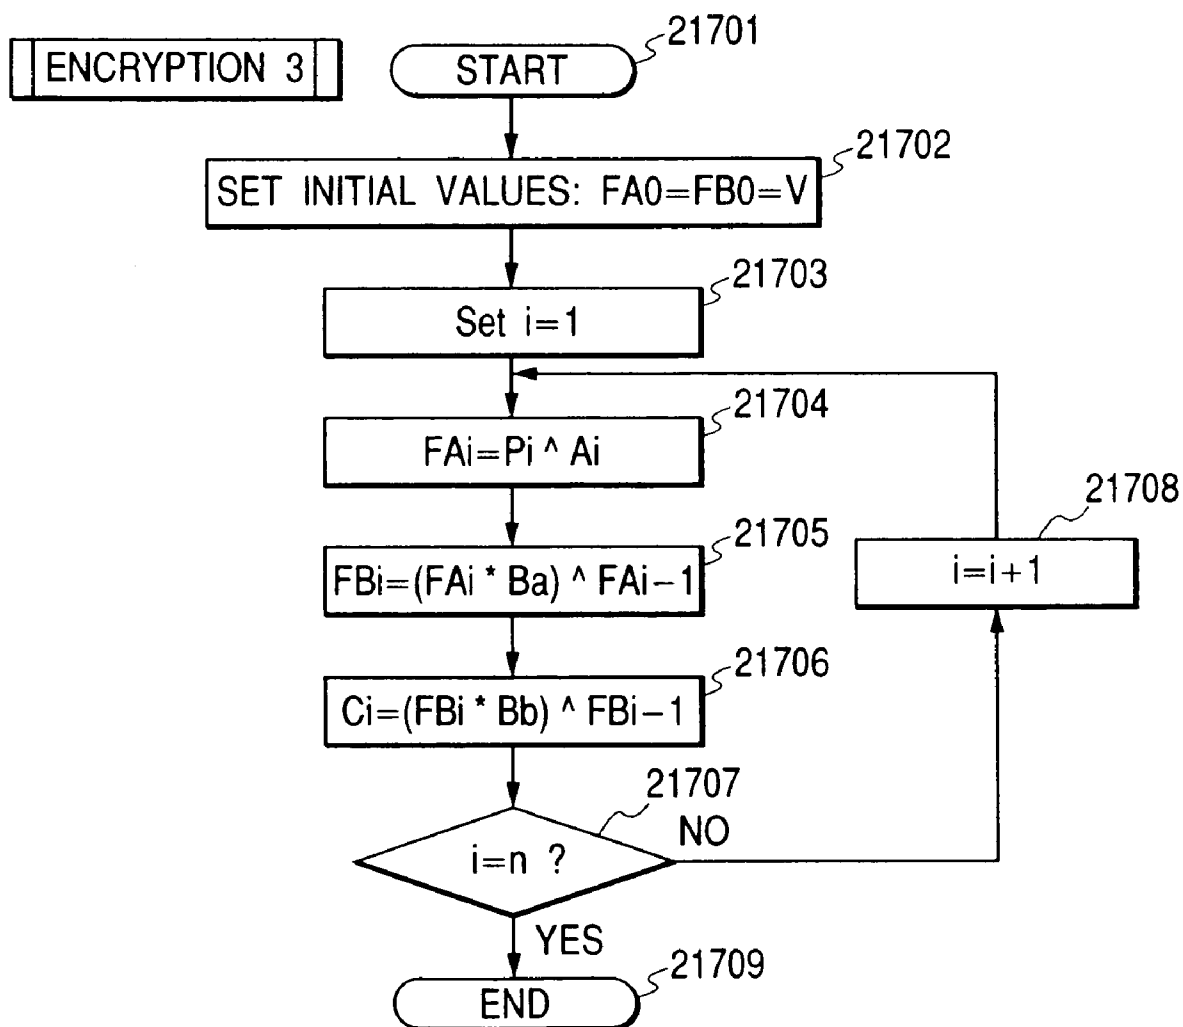 21701
ENCRYPTION 3
START
21702
SET INITIAL VALUES: FA0=FB0=V
21703
Set i=1
21704
FAi=Pi ^ Ai
21708
21705
i=i+1
FBi=(FAi * Ba) ^ FAi-1
21706
Ci=(FBi * Bb) ^ FBi-1
21707
NO
i=n ?
YES
21709
END